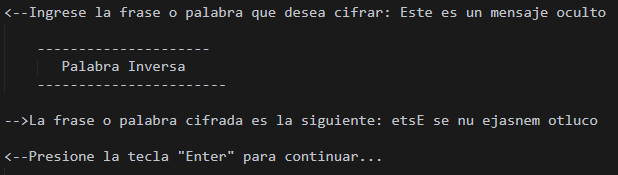 <--Ingrese la frase o palabra que desea cifrar: Este es un mensaje oculto
---------------------
Palabra Inversa
-----------------------
-->La frase o palabra cifrada es la siguiente: etsE se nu ejasnem otluco
<--Presione la tecla "Enter" para continuar...